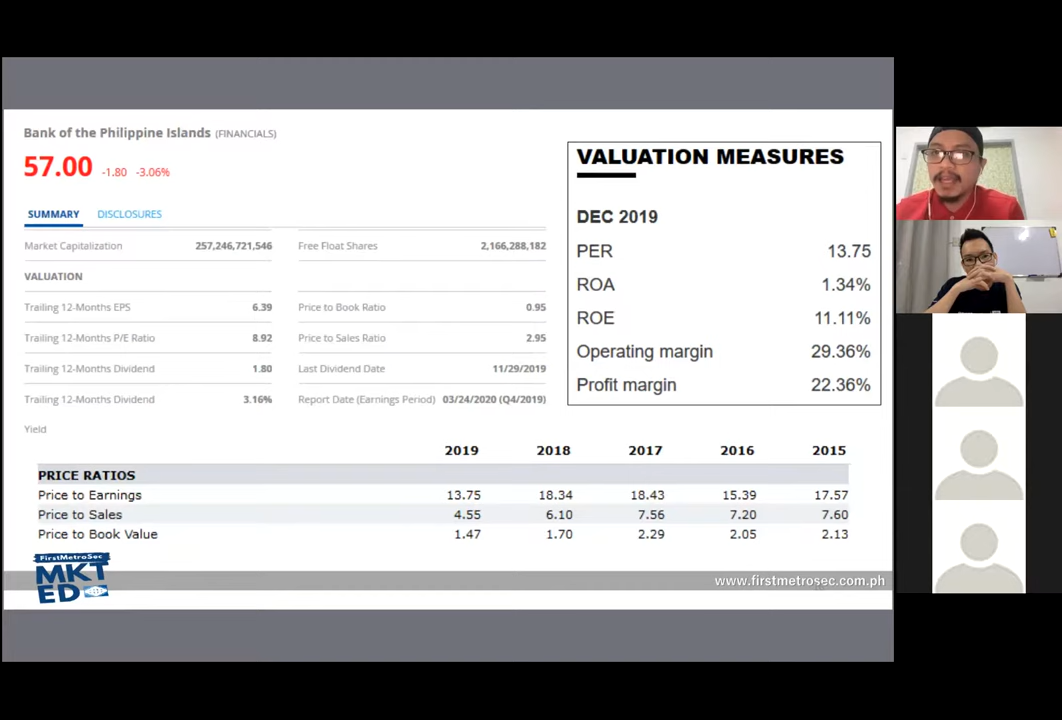 Bank of the Philippine Islands (FINANCIALS)
57.00 -1.80 -3.06%
SUMMARY DISCLOSURES
Market Capitalization 257,246,721,546 Free Float Shares 2,166,288,182
VALUATION
Trailing 12-Months EPS 6.39 Price to Book Ratio 0.95
Trailing 12-Months P/E Ratio 8.92 Price to Sales Ratio 2.95
Trailing 12-Months Dividend 1.80 Last Dividend Date 11/29/2019
Trailing 12-Months Dividend 3.16% Report Date (Earnings Period) 03/24/2020 (Q4/2019)
Yield
VALUATION MEASURES
DEC 2019
PER 13.75
ROA 1.34%
ROE 11.11%
Operating margin 29.36%
Profit margin 22.36%
2019 2018 2017 2016 2015
PRICE RATIOS
Price to Earnings 13.75 18.34 18.43 15.39 17.57
Price to Sales 4.55 6.10 7.56 7.20 7.60
Price to Book Value 1.47 1.70 2.29 2.05 2.13
FirstMetroSec
MKT
ED
www.firstmetrosec.com.ph